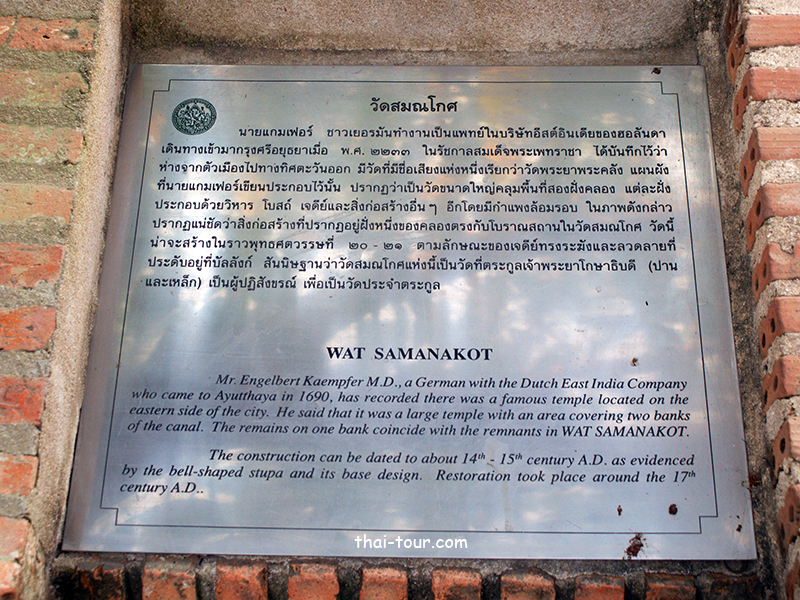 วัดสมณโกศ
นายแกมเฟอร์ ชาวเยอรมันทำงานเป็นแพทย์ในบริษัทอีสต์อินเดียของฮอลันดา
เดินทางเข้ามากรุงศรีอยุธยาเมื่อ พ.ศ. ๒๒๓๓ ในรัชกาลสมเด็จพระเพทราชา ได้บันทึกไว้ว่า
ห่างจากตัวเมืองไปทางทิศตะวันออก มีวัดที่มีชื่อเสียงแห่งหนึ่งเรียกว่าวัดพระยาพระคลัง แผนผัง
ที่นายแกมเฟอร์เขียนประกอบไว้นั้น ปรากฏว่าเป็นวัดขนาดใหญ่คลุมพื้นที่สองฝั่งคลอง แต่ละฝั่ง
ประกอบด้วยวิหาร โบสถ์ เจดีย์และสิ่งก่อสร้างอื่น ๆ อีกโดยมีกำแพงล้อมรอบ ในภาพดังกล่าว
ปรากฏแน่ชัดว่าสิ่งก่อสร้างที่ปรากฏอยู่ฝั่งหนึ่งของคลองตรงกับโบราณสถานในวัดสมณโกศ วัดนี้
น่าจะสร้างในราวพุทธศตวรรษที่ ๒๐ - ๒๑ ตามลักษณะของเจดีย์ทรงระฆังและลวดลายที่
ประดับอยู่ที่บัลลังก์ สันนิษฐานว่าวัดสมณโกศแห่งนี้เป็นวัดที่ตระกูลเจ้าพระยาโกษาธิบดี (ปาน
และเหล็ก) เป็นผู้ปฏิสังขรณ์ เพื่อเป็นวัดประจำตระกูล
WAT SAMANAKOT
Mr. Engelbert Kaempfer M.D., a German with the Dutch East India Company
who came to Ayutthaya in 1690, has recorded there was a famous temple located on the
eastern side of the city. He said that it was a large temple with an area covering two banks
of the canal. The remains on one bank coincide with the remnants in WAT SAMANAKOT.
The construction can be dated to about 14th - 15th century A.D. as evidenced
by the bell-shaped stupa and its base design. Restoration took place around the 17th
century A.D..
thai-tour.com